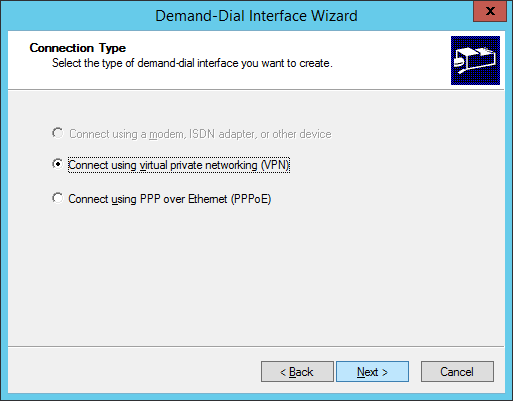 Demand-Dial Interface Wizard
X
Connection Type
Select the type of demand-dial interface you want to create.
Connect using a modem, ISDN adapter, or other device
Connect using virtual private networking (VPN)
Connect using PPP over Ethernet (PPPoE)
< Back
Next >
Cancel